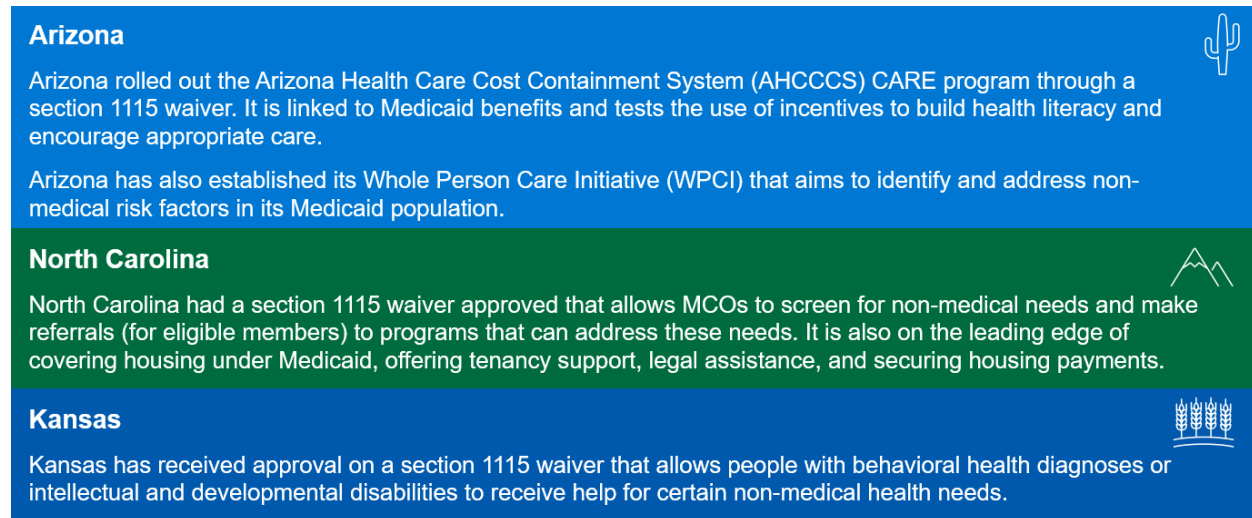 Arizona
Arizona rolled out the Arizona Health Care Cost Containment System (AHCCCS) CARE program through a
section 1115 waiver. It is linked to Medicaid benefits and tests the use of incentives to build health literacy and
encourage appropriate care.
Arizona has also established its Whole Person Care Initiative (WPCI) that aims to identify and address non-
medical risk factors in its Medicaid population.
North Carolina
North Carolina had a section 1115 waiver approved that allows MCOs to screen for non-medical needs and make
referrals (for eligible members) to programs that can address these needs. It is also on the leading edge of
covering housing under Medicaid, offering tenancy support, legal assistance, and securing housing payments.
Kansas
Kansas has received approval on a section 1115 waiver that allows people with behavioral health diagnoses or
intellectual and developmental disabilities to receive help for certain non-medical health needs.